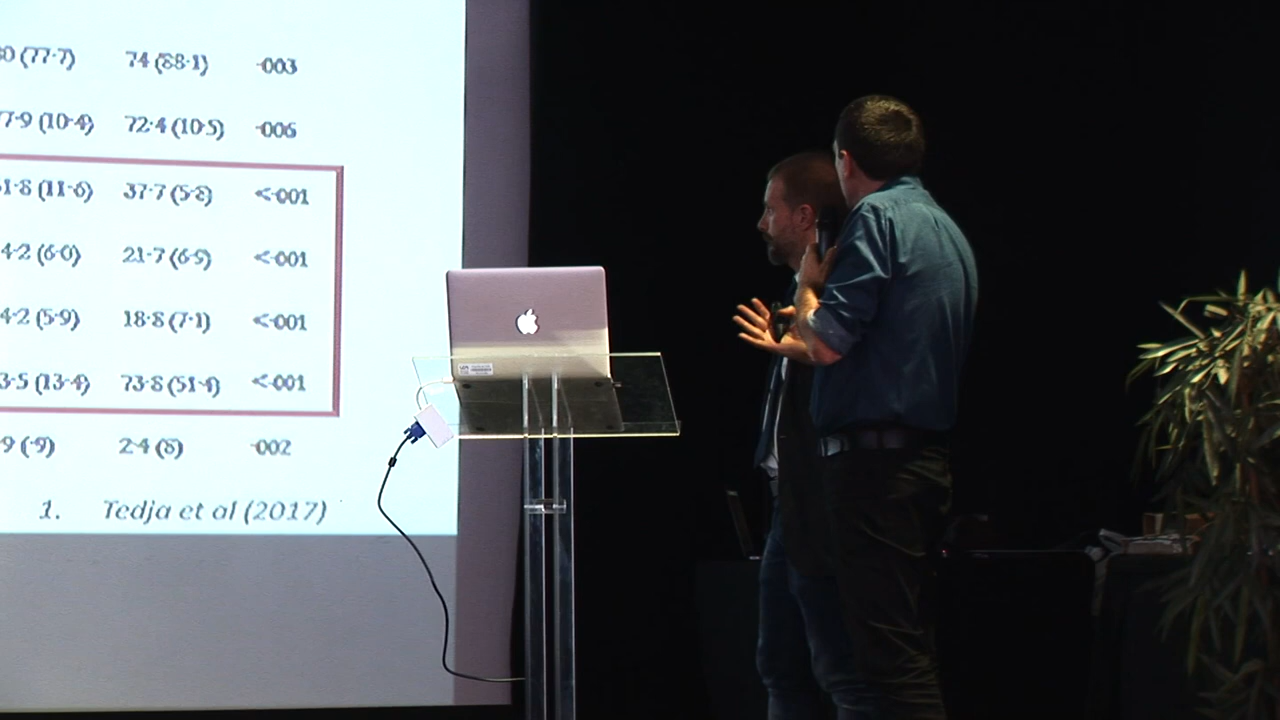 0 (77·7) 74 (88·1) ·003
7·9 (10·4) 72·4 (10·5) ·006
1·8 (11·6) 37·7 (5·8) <·001
4·2 (6·0) 21·7 (6·9) <·001
4·2 (5·9) 18·8 (7·1) <·001
3·5 (13·4) 73·8 (51·4) <·001
9 (·9) 2·4 (8) ·002
1. Tedja et al (2017)